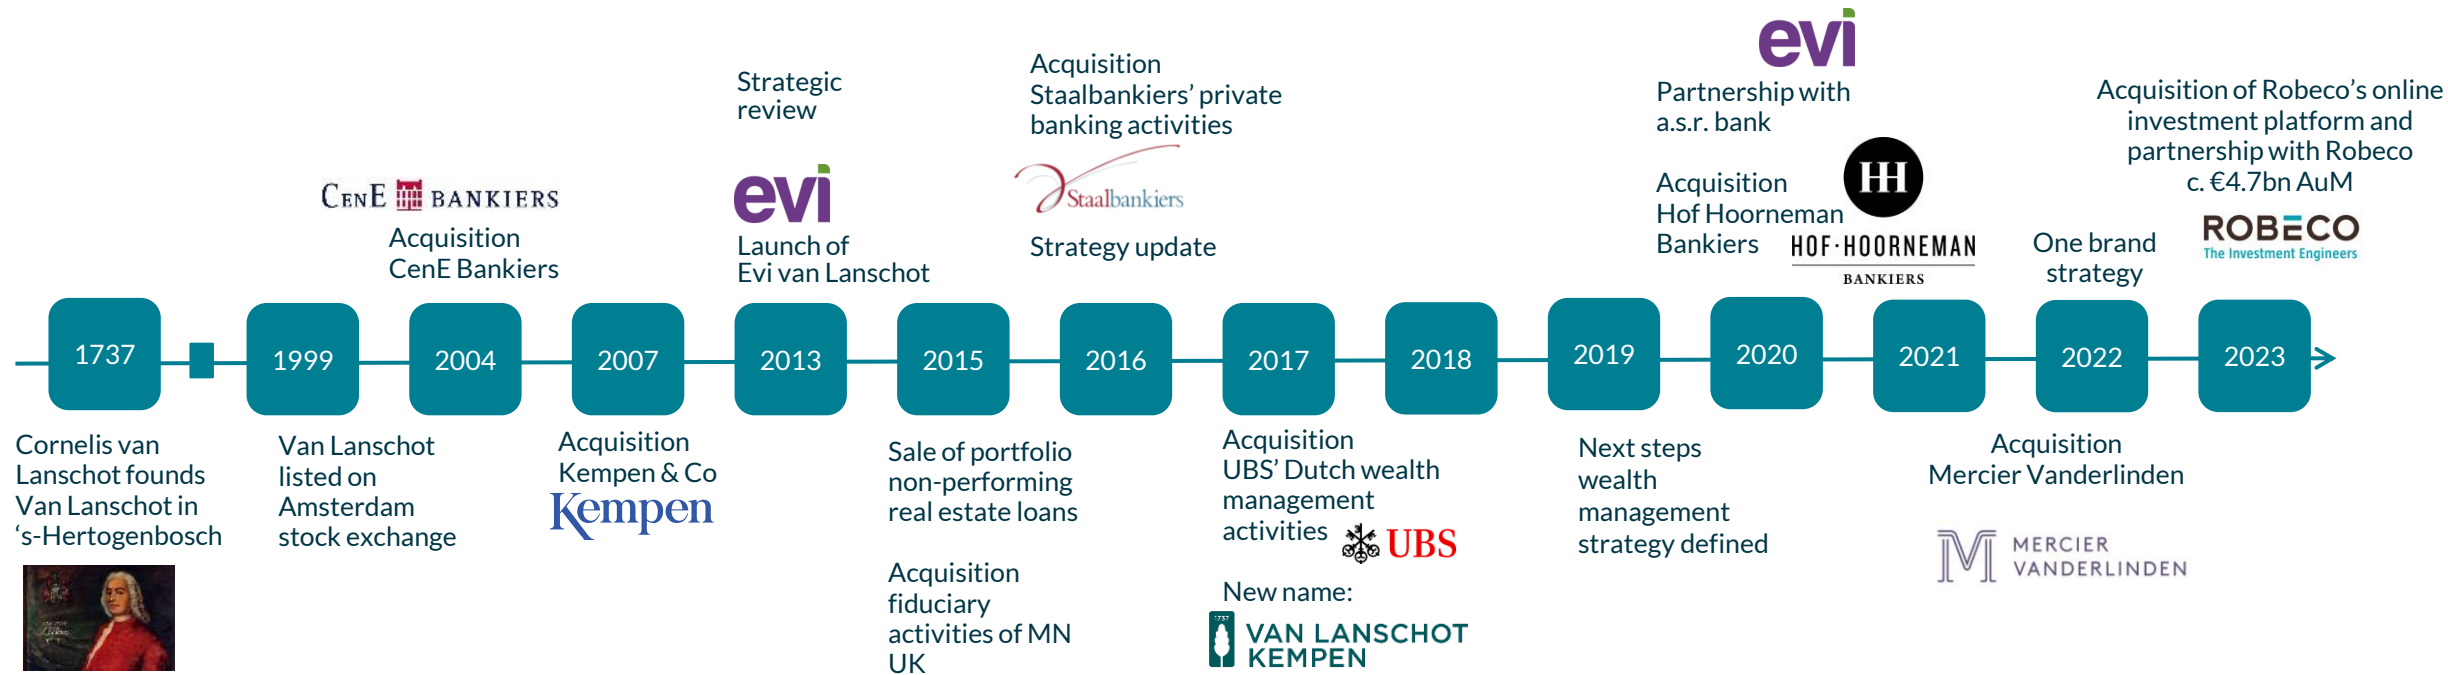 evi
Partnership with
a.s.r. bank
Acquisition
Hof Hoorneman
Bankiers
HH
HOF·HOORNEMAN
BANKIERS
Acquisition of Robeco's online
investment platform and
partnership with Robeco
c. €4.7bn AuM
ROBECO
The Investment Engineers
One brand
strategy
Acquisition
Staalbankiers' private
banking activities
Staalbankiers
Strategy update
Strategic
review
evi
Launch of
Evi van Lanschot
CENE BANKIERS
Acquisition
CenE Bankiers
1737
1999
2004
2007
2013
2015
2016
2017
2018
2019
2020
2021
2022
2023
Cornelis van
Lanschot founds
Van Lanschot in
‘s-Hertogenbosch
Van Lanschot
listed on
Amsterdam
stock exchange
Acquisition
Kempen & Co
Kempen
Sale of portfolio
non-performing
real estate loans
Acquisition
fiduciary
activities of MN
UK
Acquisition
UBS’ Dutch wealth
management
activities
UBS
New name:
1737
VAN LANSCHOT
KEMPEN
Next steps
wealth
management
strategy defined
Acquisition
Mercier Vanderlinden
MERCIER
VANDERLINDEN